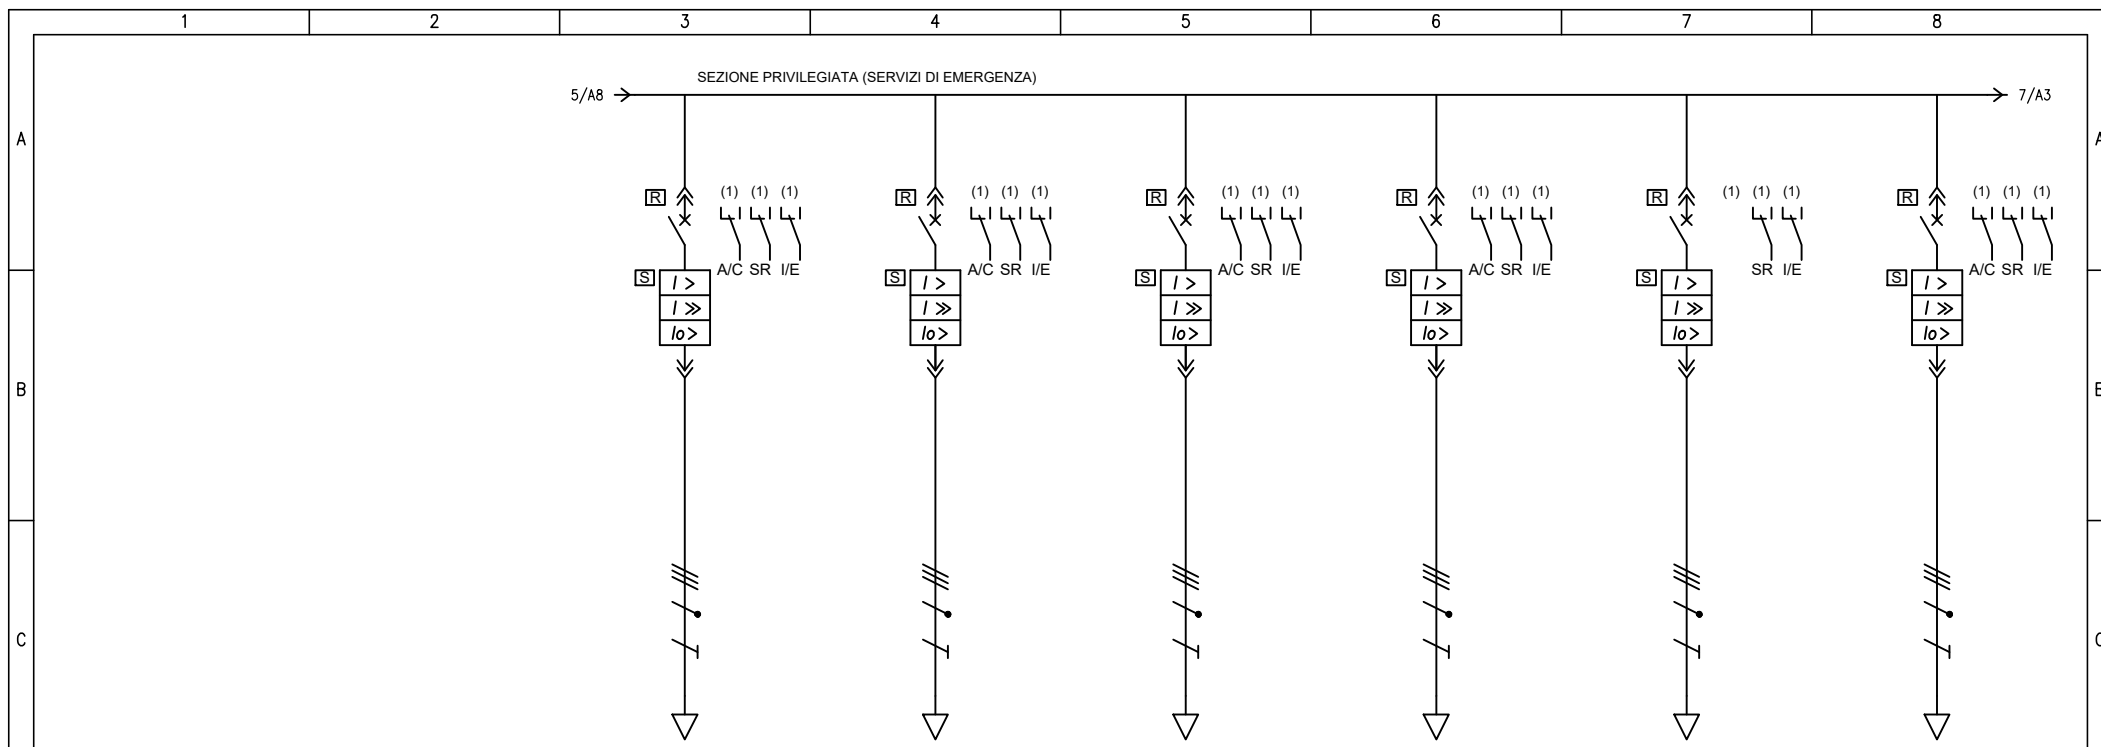 1 2 3 4 5 6 7 8
SEZIONE PRIVILEGIATA (SERVIZI DI EMERGENZA)
5/A8 7/A3
A A
R (1) (1) (1) R (1) (1) (1) R (1) (1) (1) R (1) (1) (1) R (1) (1) (1) R (1) (1) (1)
A/C SR I/E A/C SR I/E A/C SR I/E A/C SR I/E SR I/E A/C SR I/E
S I > S I > S I > S I > S I > S I >
I >> I >> I >> I >> I >> I >>
Io> Io> Io> Io> Io> Io>
B B
C C